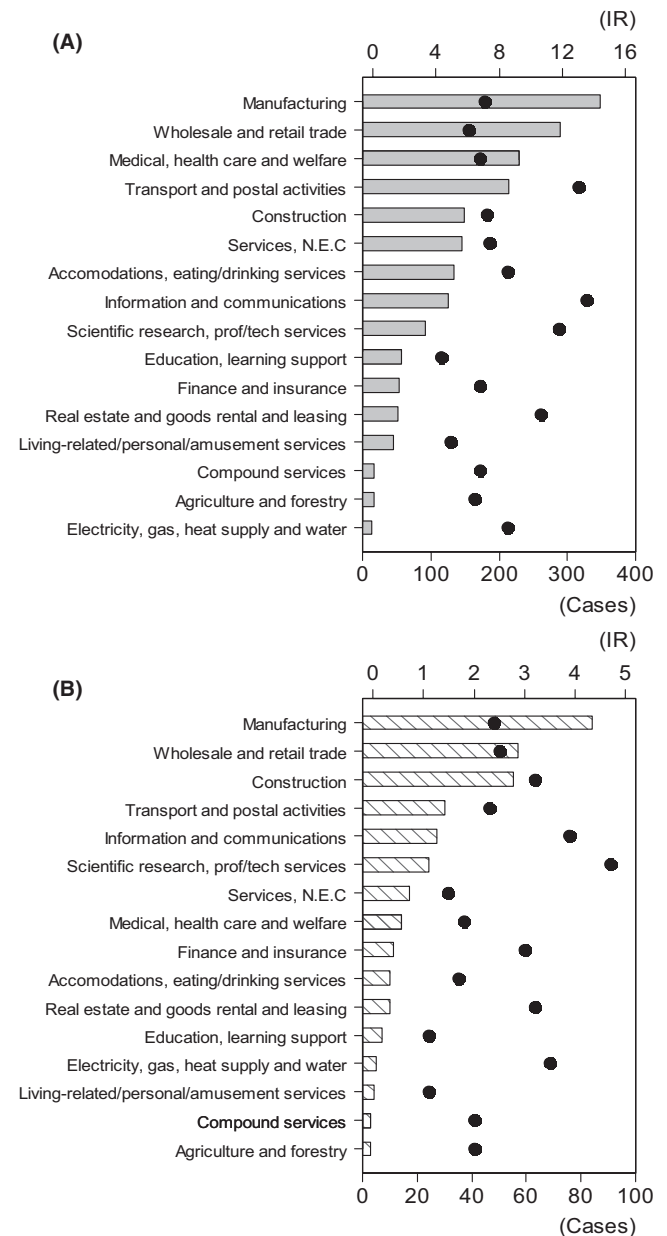 (IR)
(A)
0 4 8 12 16
Manufacturing
Wholesale and retail trade
Medical, health care and welfare
Transport and postal activities
Construction
Services, N.E.C
Accomodations, eating/drinking services
Information and communications
Scientific research, prof/tech services
Education, learning support
Finance and insurance
Real estate and goods rental and leasing
Living-related/personal/amusement services
Compound services
Agriculture and forestry
Electricity, gas, heat supply and water
0 100 200 300 400
(Cases)
(IR)
(B)
0 1 2 3 4 5
Manufacturing
Wholesale and retail trade
Construction
Transport and postal activities
Information and communications
Scientific research, prof/tech services
Services, N.E.C
Medical, health care and welfare
Finance and insurance
Accomodations, eating/drinking services
Real estate and goods rental and leasing
Education, learning support
Electricity, gas, heat supply and water
Living-related/personal/amusement services
Compound services
Agriculture and forestry
0 20 40 60 80 100
(Cases)